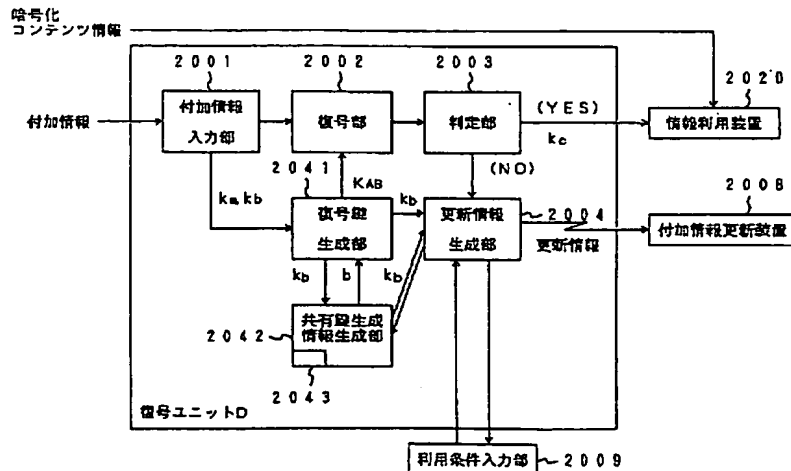 暗号化
コンテンツ情報
2001
2002
2003
2020
付加情報
付加情報
入力部
復号部
判定部
(YES)
kc
情報利用装置
2041
KAB
(NO)
2008
ka,kb
復号鍵
生成部
kb
更新情報
生成部
2004
更新情報
付加情報更新装置
kb
b
kb
2042
共有鍵生成
情報生成部
2043
復号ユニットD
利用条件入力部
2009